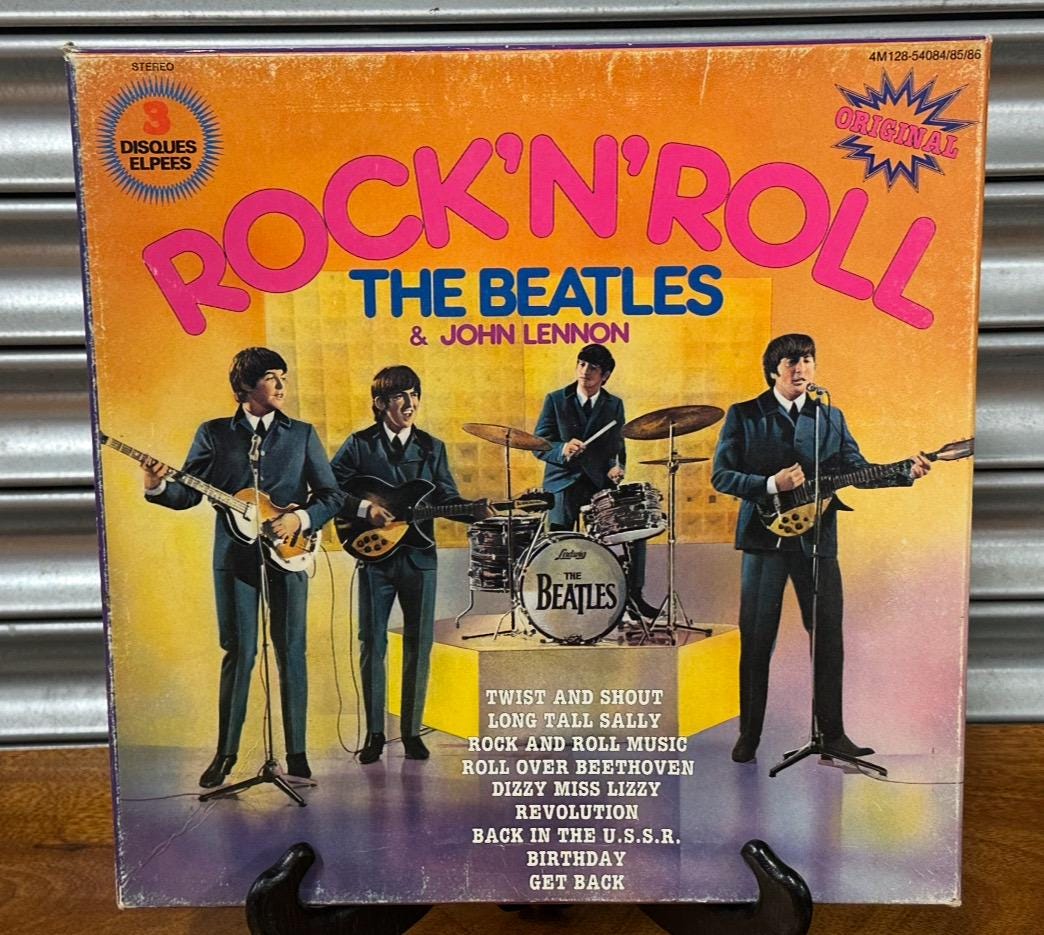 STEREO
4M128-54084/85/86
3
DISQUES
ELPEES
ORIGINAL
ROCK'N'ROLL
THE BEATLES
& JOHN LENNON
Ludwig
THE
BEATLES
TWIST AND SHOUT
LONG TALL SALLY
ROCK AND ROLL MUSIC
ROLL OVER BEETHOVEN
DIZZY MISS LIZZY
REVOLUTION
BACK IN THE U.S.S.R.
BIRTHDAY
GET BACK